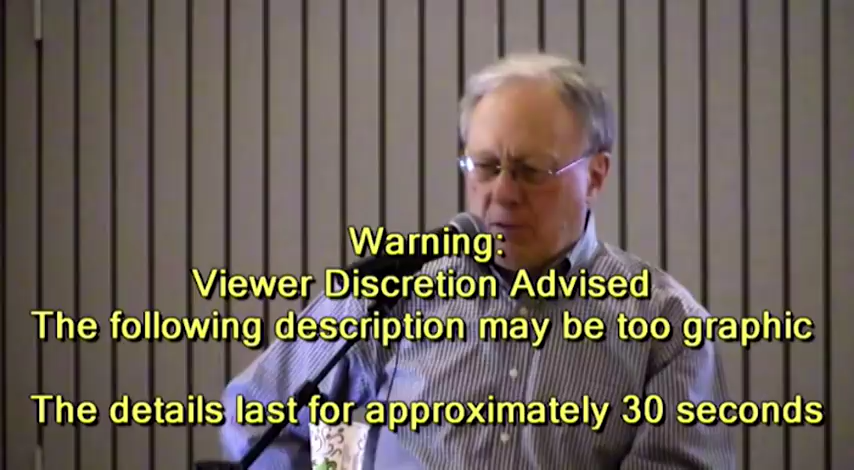 Warning:
Viewer Discretion Advised
The following description may be too graphic
The details last for approximately 30 seconds